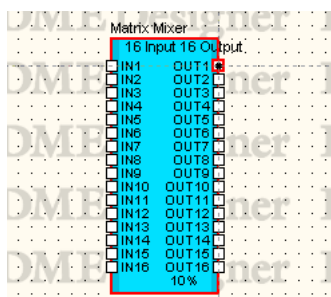 Matrix Mixer
16 Input 16 Output
IN1 OUT1
IN2 OUT2
IN3 OUT3
IN4 OUT4
IN5 OUT5
IN6 OUT6
IN7 OUT7
IN8 OUT8
IN9 OUT9
IN10 OUT10
IN11 OUT11
IN12 OUT12
IN13 OUT13
IN14 OUT14
IN15 OUT15
IN16 OUT16
10%